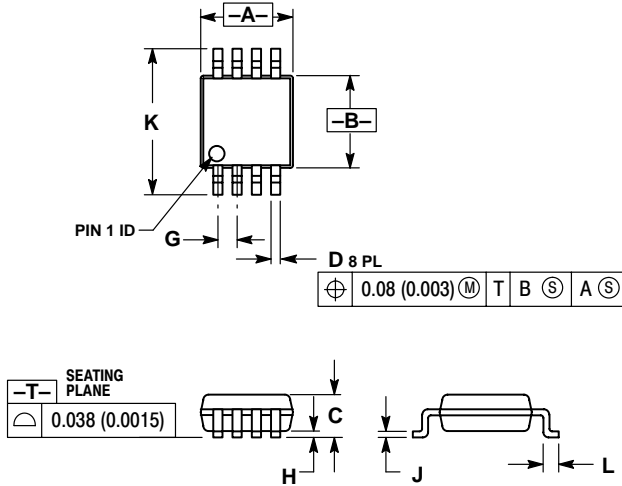 –A–
K
–B–
PIN 1 ID
G
D 8 PL
⌖ 0.08 (0.003) Ⓜ T B Ⓢ A Ⓢ
–T– SEATING
PLANE
⌓ 0.038 (0.0015)
C
H
J
L